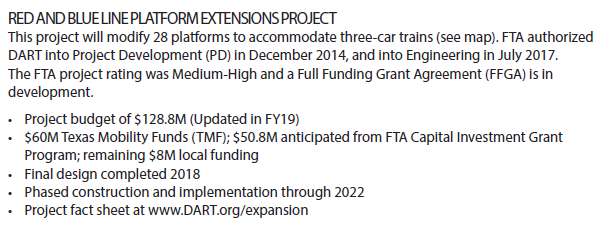 RED AND BLUE LINE PLATFORM EXTENSIONS PROJECT
This project will modify 28 platforms to accommodate three-car trains (see map). FTA authorized
DART into Project Development (PD) in December 2014, and into Engineering in July 2017.
The FTA project rating was Medium-High and a Full Funding Grant Agreement (FFGA) is in
development.
• Project budget of $128.8M (Updated in FY19)
• $60M Texas Mobility Funds (TMF); $50.8M anticipated from FTA Capital Investment Grant
Program; remaining $8M local funding
• Final design completed 2018
• Phased construction and implementation through 2022
• Project fact sheet at www.DART.org/expansion